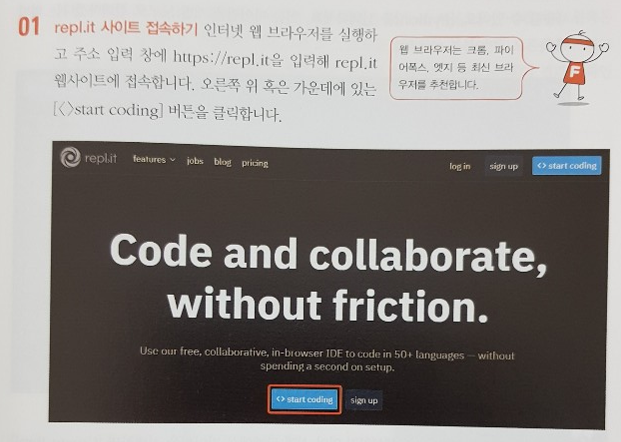 01 repl.it 사이트 접속하기 인터넷 웹 브라우저를 실행하
고 주소 입력 창에 https://repl.it을 입력해 repl.it
웹사이트에 접속합니다. 오른쪽 위 혹은 가운데에 있는
[<>start coding] 버튼을 클릭합니다.
웹 브라우저는 크롬, 파이
어폭스, 엣지 등 최신 브라
우저를 추천합니다.
F
repl.it features jobs blog pricing log in sign up <> start coding
Code and collaborate,
without friction.
Use our free, collaborative, in-browser IDE to code in 50+ languages — without
spending a second on setup.
<> start coding sign up